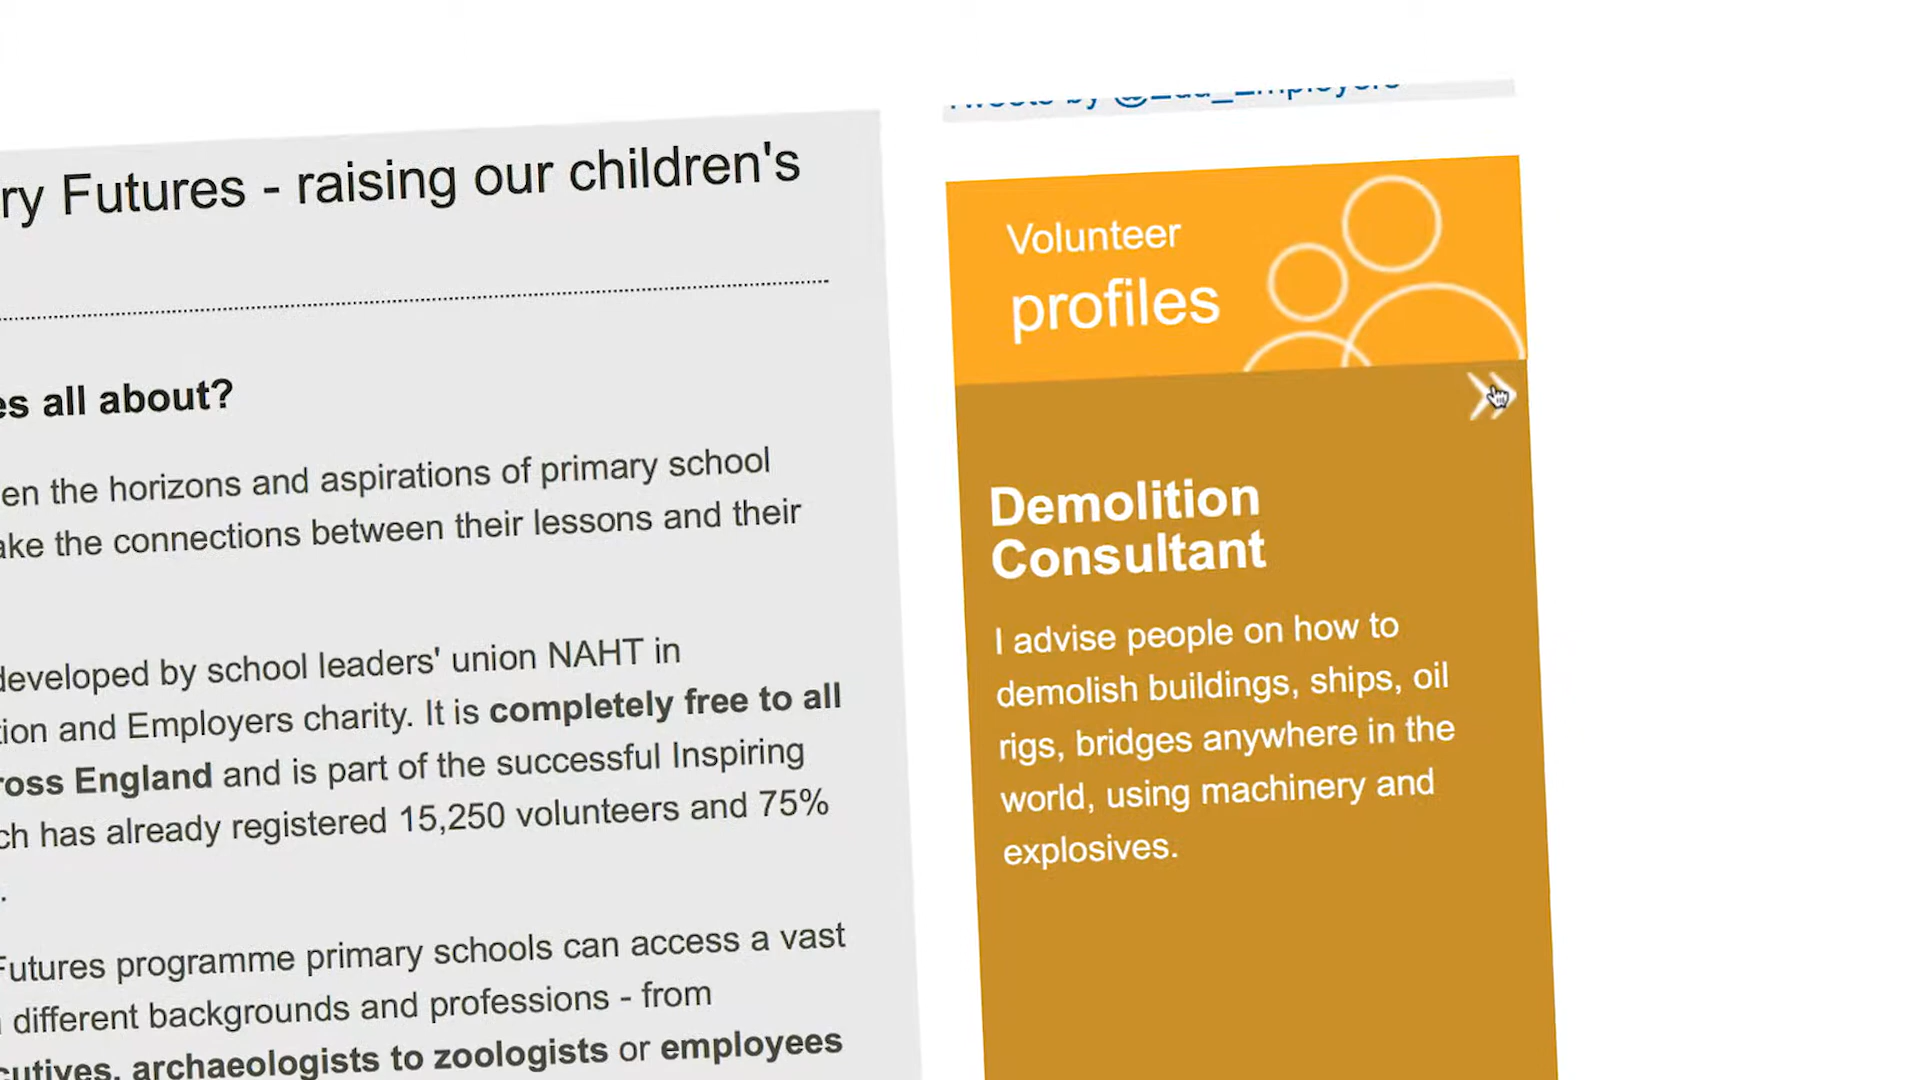 ry Futures - raising our children's
es all about?
en the horizons and aspirations of primary school
ake the connections between their lessons and their
developed by school leaders' union NAHT in
tion and Employers charity. It is completely free to all
ross England and is part of the successful Inspiring
ch has already registered 15,250 volunteers and 75%
.
Futures programme primary schools can access a vast
different backgrounds and professions - from
cutives, archaeologists to zoologists or employees
Tweets by @Edu_Employers
Volunteer
profiles
Demolition
Consultant
I advise people on how to
demolish buildings, ships, oil
rigs, bridges anywhere in the
world, using machinery and
explosives.